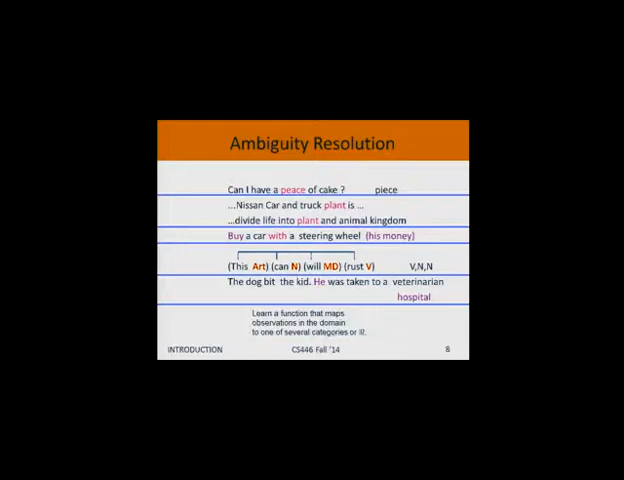 Ambiguity Resolution
Can I have a peace of cake ? piece
...Nissan Car and truck plant is ...
...divide life into plant and animal kingdom
Buy a car with a steering wheel (his money)
(This Art) (can N) (will MD) (rust V) V,N,N
The dog bit the kid. He was taken to a veterinarian
hospital
Learn a function that maps
observations in the domain
to one of several categories or ℝ.
INTRODUCTION CS446 Fall '14 8